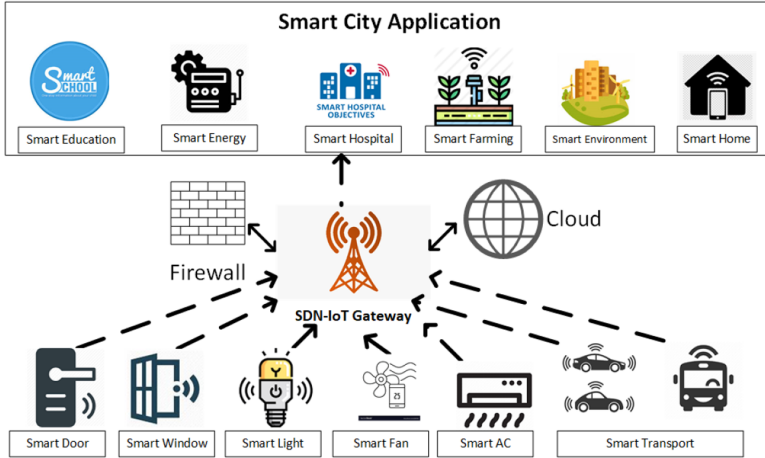 Smart City Application
Smart
SCHOOL
SMART HOSPITAL
OBJECTIVES
Smart Education
Smart Energy
Smart Hospital
Smart Farming
Smart Environment
Smart Home
Firewall
Cloud
SDN-IoT Gateway
Smart Door
Smart Window
Smart Light
Smart Fan
Smart AC
Smart Transport